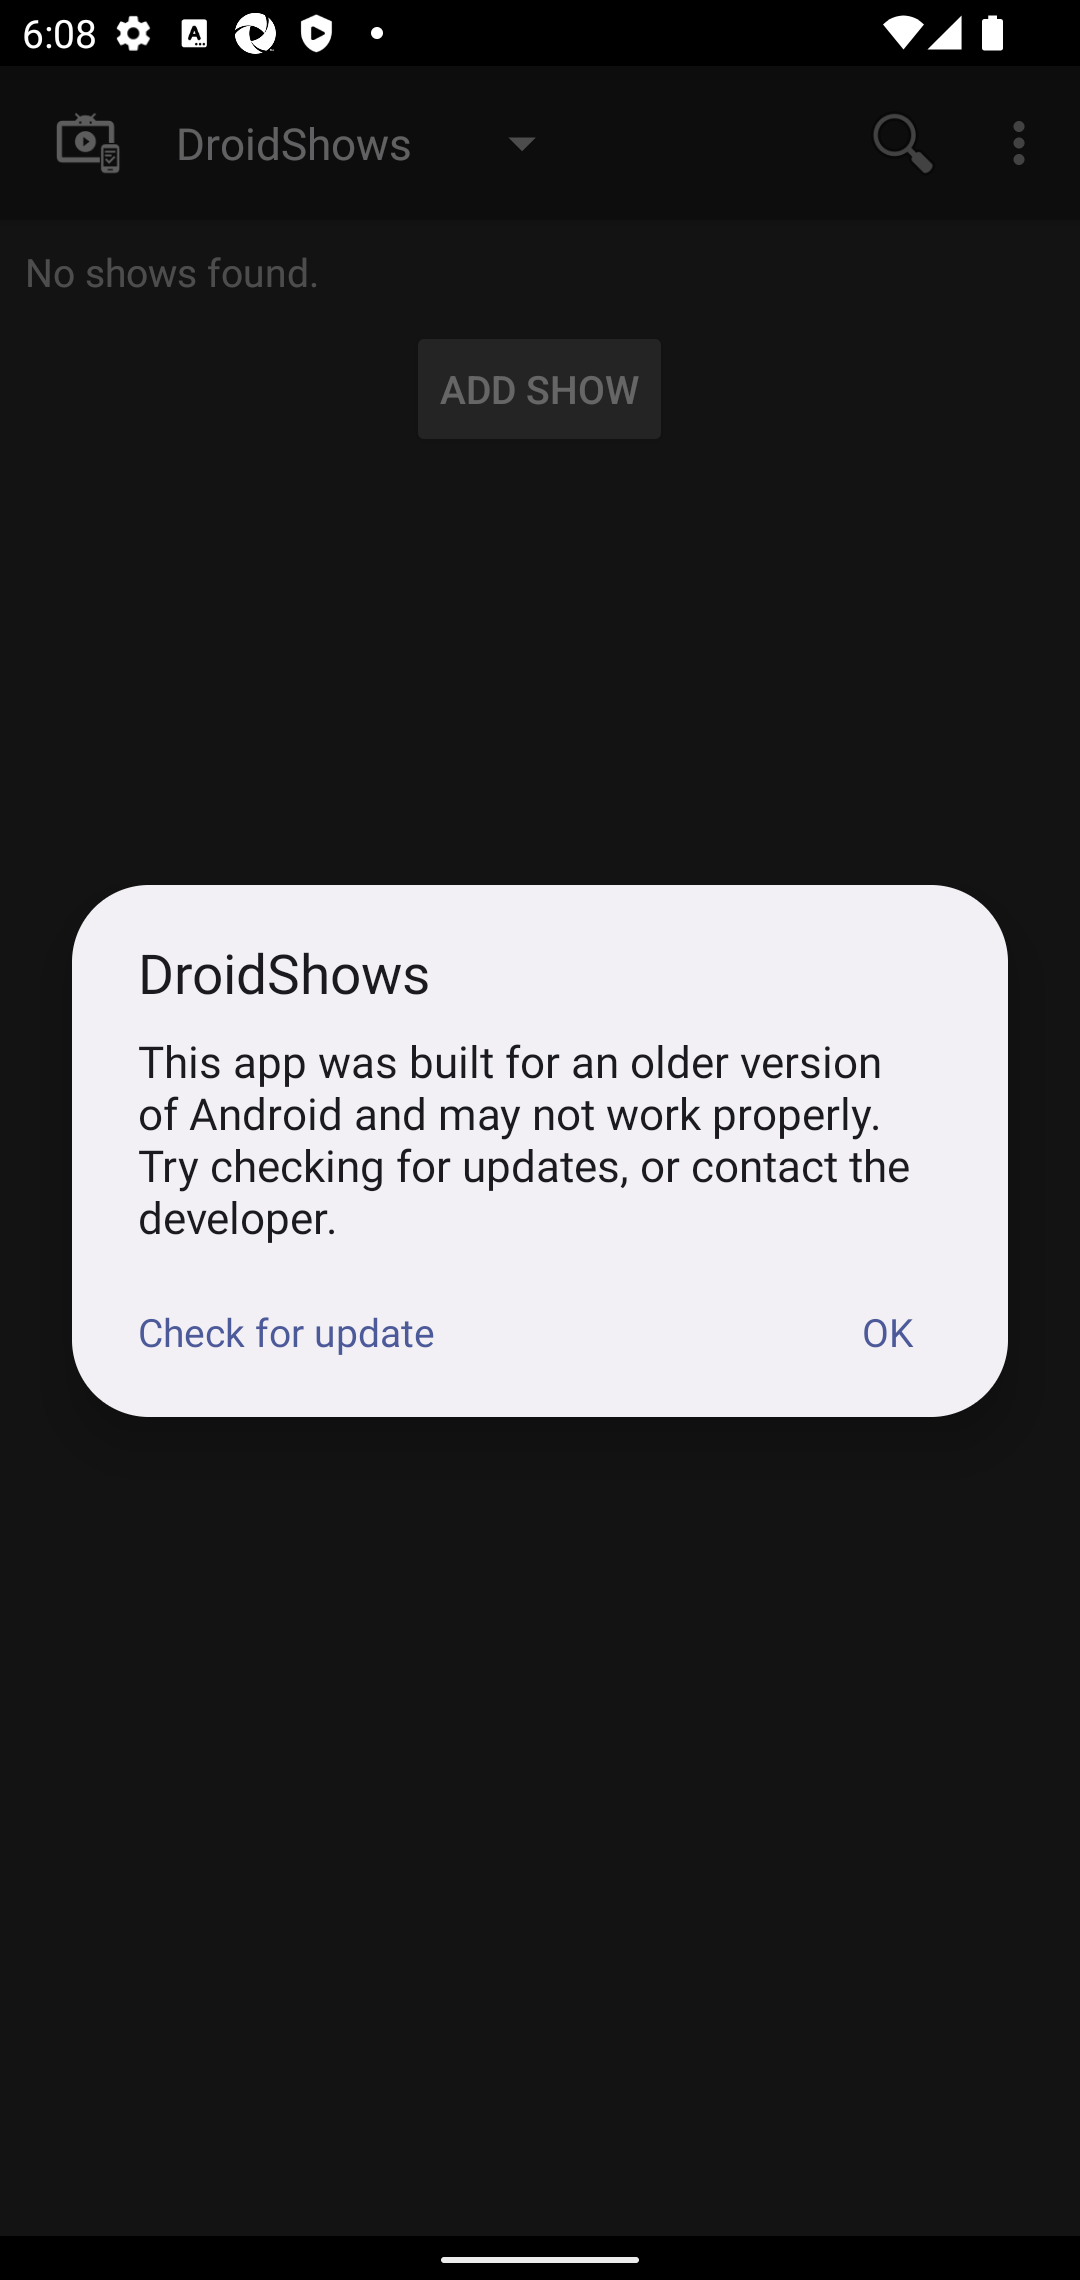 6:08
DroidShows
No shows found.
ADD SHOW
DroidShows
This app was built for an older version
of Android and may not work properly.
Try checking for updates, or contact the
developer.
Check for update
OK